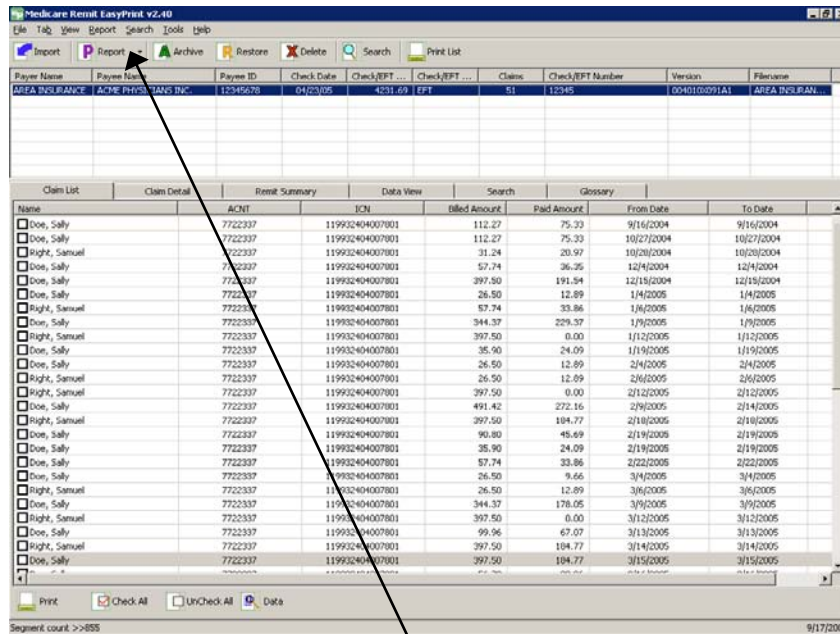 Medicare Remit EasyPrint v2.40
File Tab View Report Search Tools Help
Import Report Archive Restore Delete Search Print List
Payer Name Payee Name Payee ID Check Date Check/EFT ... Check/EFT ... Claims Check/EFT Number Version Filename
AREA INSURANCE ACME PHYSICIANS INC. 12345678 04/23/05 4231.69 EFT 51 12345 004010X091A1 AREA INSURAN...
Claim List Claim Detail Remit Summary Data View Search Glossary
Name ACNT ICN Billed Amount Paid Amount From Date To Date
Doe, Sally 7722337 119932404007801 112.27 75.33 9/16/2004 9/16/2004
Doe, Sally 7722337 119932404007801 112.27 75.33 10/27/2004 10/27/2004
Right, Samuel 7722337 119932404007801 31.24 20.97 10/28/2004 10/28/2004
Doe, Sally 7722337 119932404007801 57.74 36.35 12/4/2004 12/4/2004
Doe, Sally 7722337 119932404007801 397.50 191.54 12/15/2004 12/15/2004
Doe, Sally 7722337 119932404007801 26.50 12.89 1/4/2005 1/4/2005
Right, Samuel 7722337 119932404007801 57.74 33.86 1/6/2005 1/6/2005
Doe, Sally 7722337 119932404007801 344.37 229.37 1/9/2005 1/9/2005
Right, Samuel 7722337 119932404007801 397.50 0.00 1/12/2005 1/12/2005
Doe, Sally 7722337 119932404007801 35.90 24.09 1/19/2005 1/19/2005
Doe, Sally 7722337 119932404007801 26.50 12.89 2/4/2005 2/4/2005
Right, Samuel 7722337 119932404007801 26.50 12.89 2/6/2005 2/6/2005
Right, Samuel 7722337 119932404007801 397.50 0.00 2/12/2005 2/12/2005
Doe, Sally 7722337 119932404007801 491.42 272.16 2/9/2005 2/14/2005
Right, Samuel 7722337 119932404007801 397.50 184.77 2/18/2005 2/18/2005
Doe, Sally 7722337 119932404007801 90.80 45.69 2/19/2005 2/19/2005
Doe, Sally 7722337 119932404007801 35.90 24.09 2/19/2005 2/19/2005
Doe, Sally 7722337 119932404007801 57.74 33.86 2/22/2005 2/22/2005
Doe, Sally 7722337 119932404007801 26.50 9.66 3/4/2005 3/4/2005
Right, Samuel 7722337 119932404007801 26.50 12.89 3/6/2005 3/6/2005
Doe, Sally 7722337 119932404007801 344.37 178.05 3/9/2005 3/9/2005
Right, Samuel 7722337 119932404007801 397.50 0.00 3/12/2005 3/12/2005
Doe, Sally 7722337 119932404007801 99.96 67.07 3/13/2005 3/13/2005
Right, Samuel 7722337 119932404007801 397.50 184.77 3/14/2005 3/14/2005
Doe, Sally 7722337 119932404007801 397.50 184.77 3/15/2005 3/15/2005
Print Check All UnCheck All Data
Segment count >>855